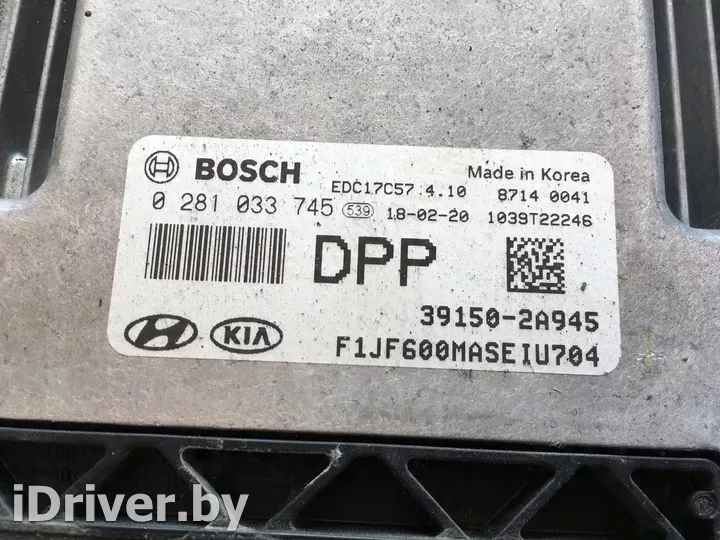 BOSCH EDC17C57 4.10 Made in Korea
8714 0041
0 281 033 745 539 18-02-20 1039T22246
DPP
39150-2A945
KIA
F1JF600MASEIU704
iDriver.by